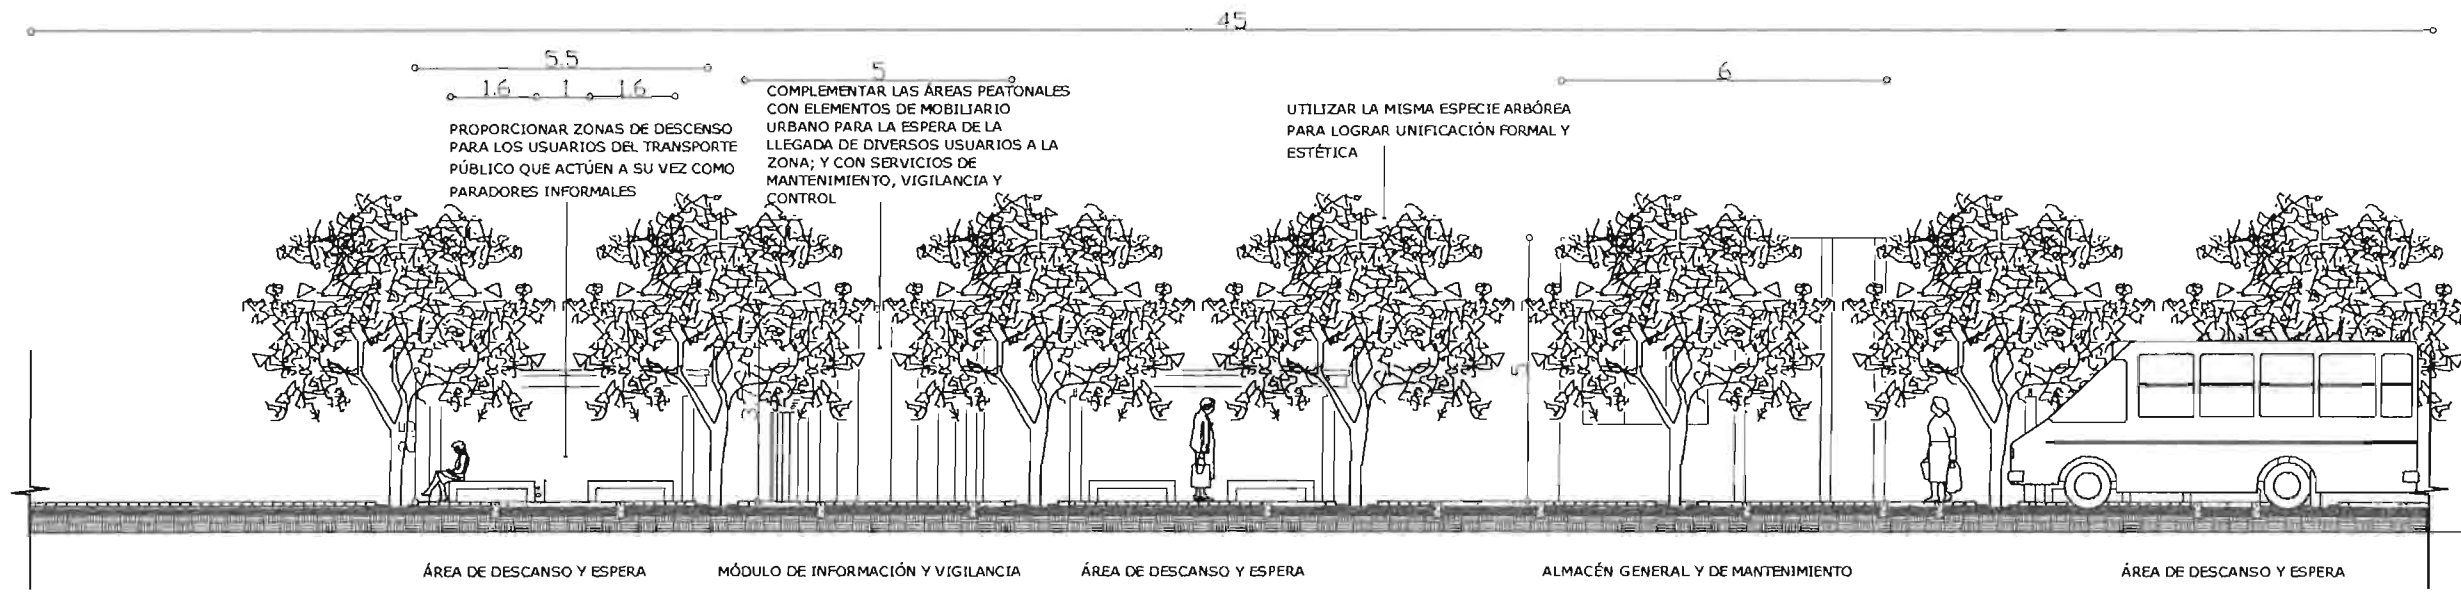 45
5.5
1.6 1 1.6
PROPORCIONAR ZONAS DE DESCENSO
PARA LOS USUARIOS DEL TRANSPORTE
PÚBLICO QUE ACTÚEN A SU VEZ COMO
PARADORES INFORMALES
5
COMPLEMENTAR LAS ÁREAS PEATONALES
CON ELEMENTOS DE MOBILIARIO
URBANO PARA LA ESPERA DE LA
LLEGADA DE DIVERSOS USUARIOS A LA
ZONA; Y CON SERVICIOS DE
MANTENIMIENTO, VIGILANCIA Y
CONTROL
UTILIZAR LA MISMA ESPECIE ARBÓREA
PARA LOGRAR UNIFICACIÓN FORMAL Y
ESTÉTICA
6
5
ÁREA DE DESCANSO Y ESPERA
MÓDULO DE INFORMACIÓN Y VIGILANCIA
ÁREA DE DESCANSO Y ESPERA
ALMACÉN GENERAL Y DE MANTENIMIENTO
ÁREA DE DESCANSO Y ESPERA